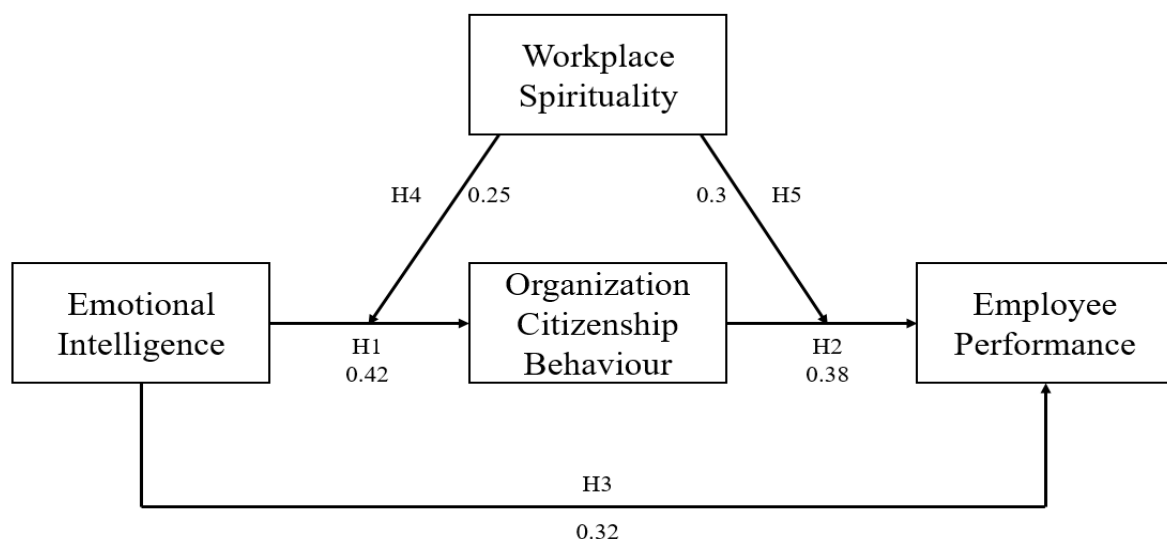 Workplace
Spirituality
H4
0.25
0.3
H5
Emotional
Intelligence
H1
0.42
Organization
Citizenship
Behaviour
H2
0.38
Employee
Performance
H3
0.32